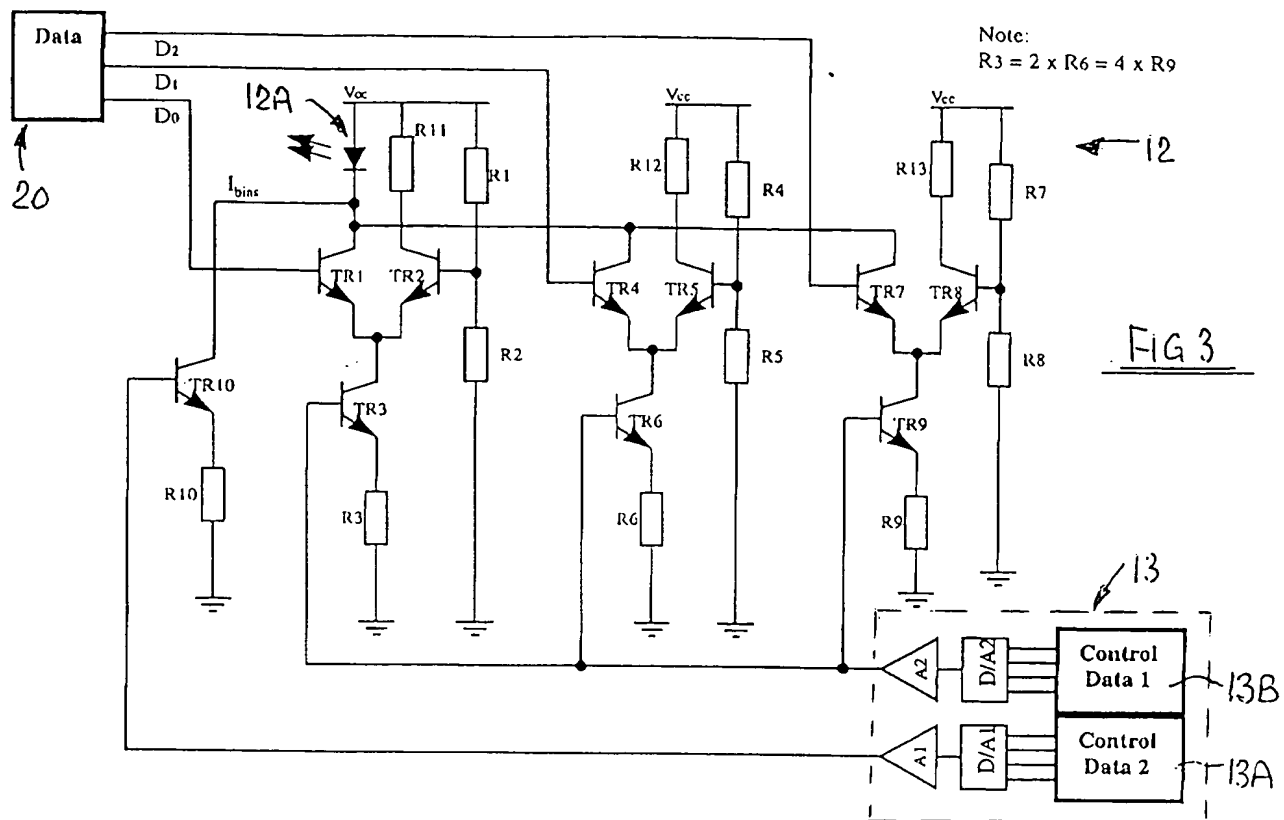 Data
D2
D1
D0
20
12A
Note:
R3 = 2 x R6 = 4 x R9
12
Vcc
R11
R1
Vcc
R12
R4
Vcc
R13
R7
Ibins
TR1
TR2
TR4
TR5
TR7
TR8
R2
R5
R8
FIG 3
TR10
TR3
TR6
TR9
R10
R3
R6
R9
13
A2
D/A2
Control
Data 1
13B
A1
D/A1
Control
Data 2
13A